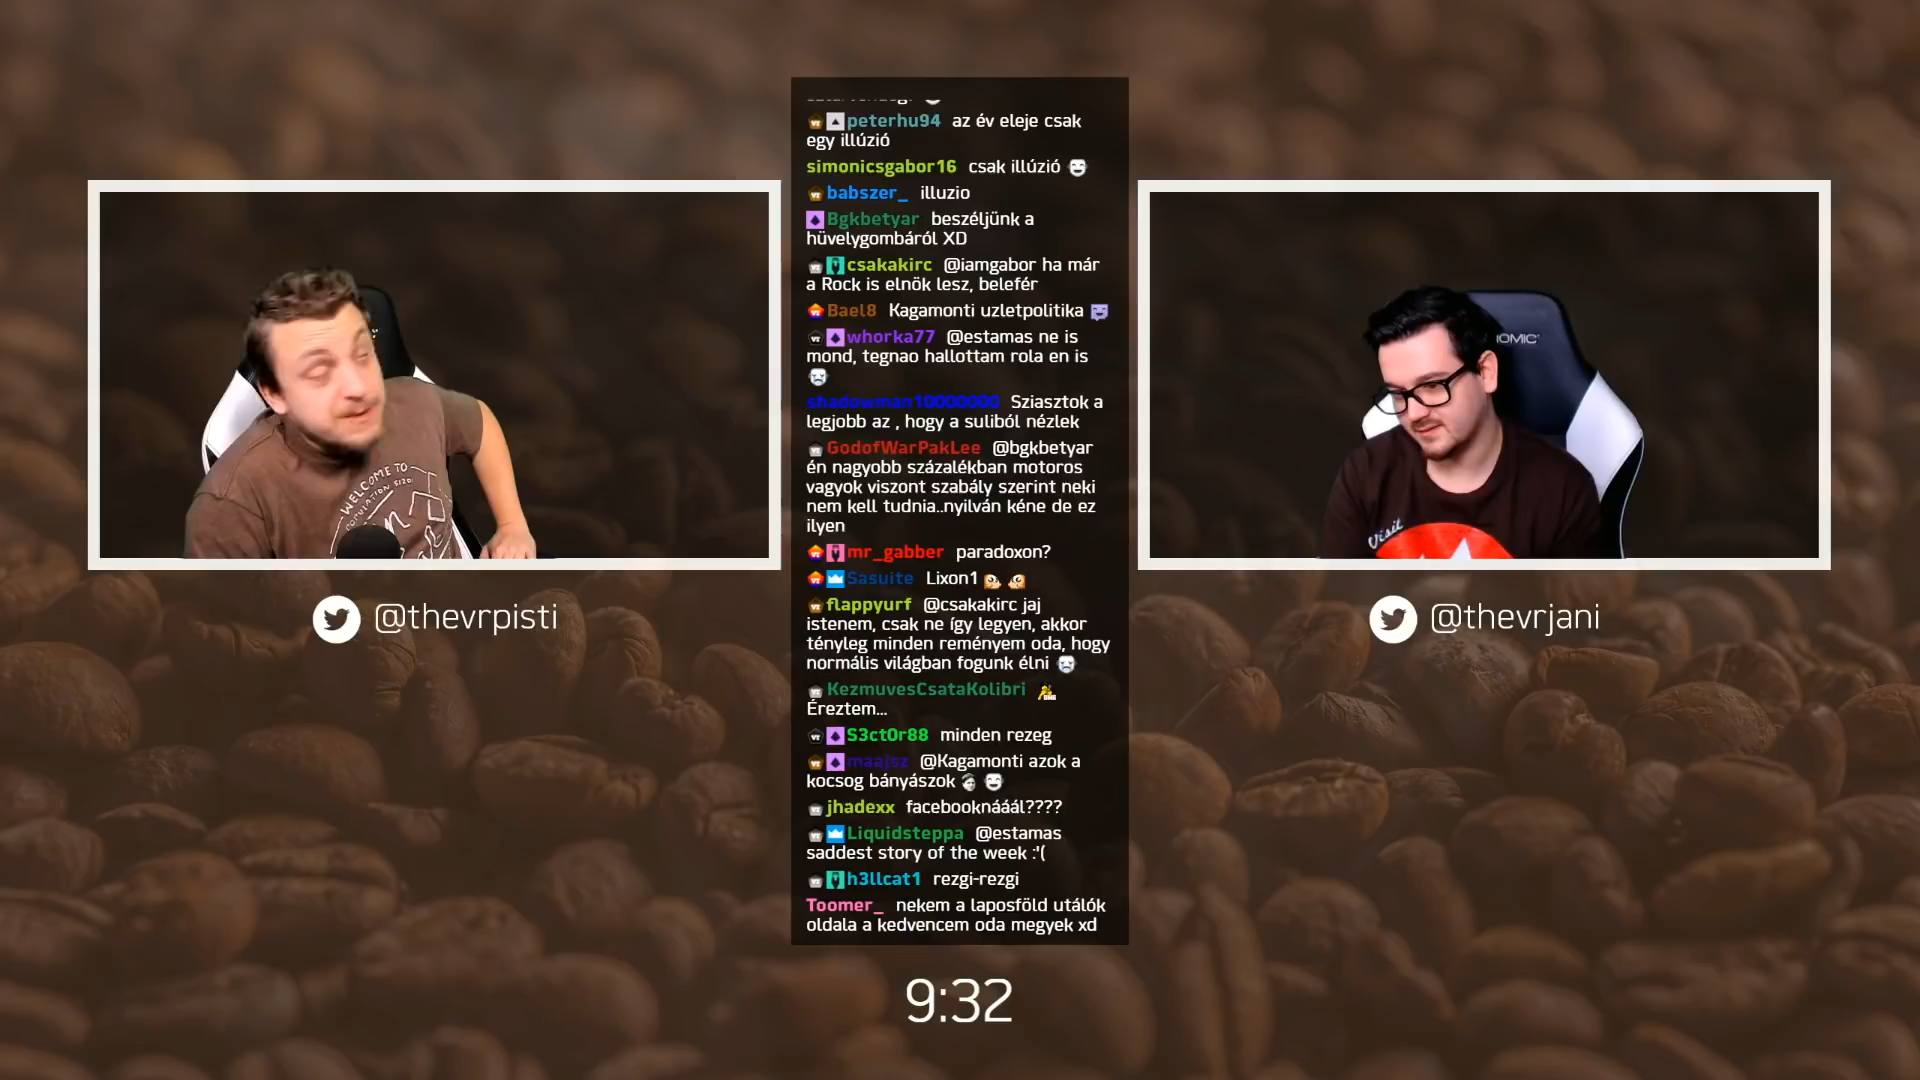 peterhu94 az év eleje csak
egy illúzió
simonicsgabor16 csak illúzió
babszer_ illuzio
Bgkbetyar beszéljünk a
hüvelygombáról XD
csakakirc @iamgabor ha már
a Rock is elnök lesz, belefér
Bael8 Kagamonti uzletpolitika
whorka77 @estamas ne is
mond, tegnao hallottam rola en is
shadowman10000000 Sziasztok a
legjobb az , hogy a suliból nézlek
GodofWarPakLee @bgkbetyar
én nagyobb százalékban motoros
vagyok viszont szabály szerint neki
nem kell tudnia..nyilván kéne de ez
ilyen
mr_gabber paradoxon?
Sasuite Lixon1
flappyurf @csakakirc jaj
istenem, csak ne így legyen, akkor
tényleg minden reményem oda, hogy
normális világban fogunk élni
KezmuvesCsataKolibri
Éreztem...
S3ct0r88 minden rezeg
maajsz @Kagamonti azok a
kocsog bányászok
jhadexx facebooknááál????
Liquidsteppa @estamas
saddest story of the week :'(
h3llcat1 rezgi-rezgi
Toomer_ nekem a laposföld utálók
oldala a kedvencem oda megyek xd
WELCOME TO
@thevrpisti
NOMIC
Visit
@thevrjani
9:32